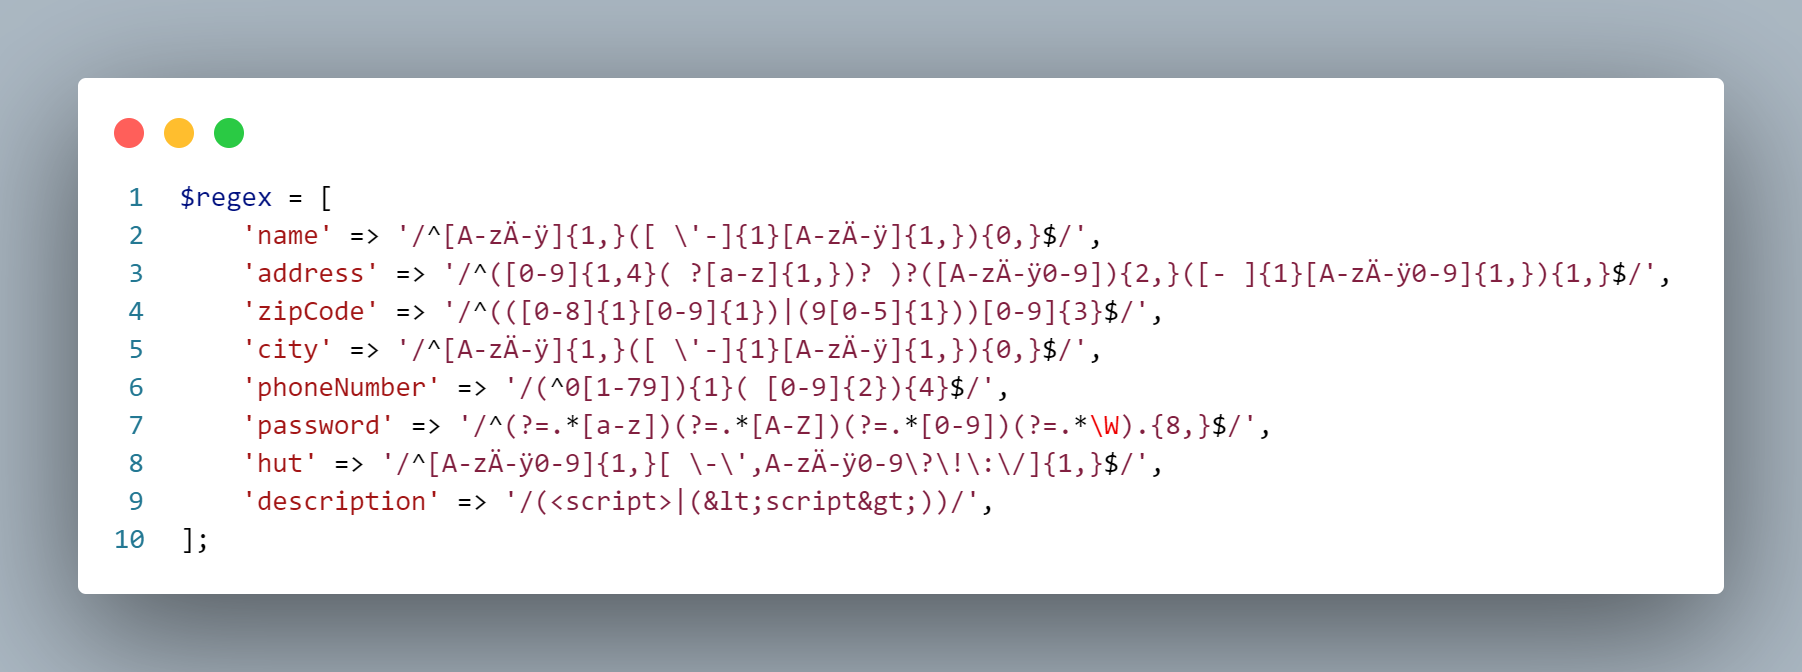 1 $regex = [
2 'name' => '/^[A-zÄ-ÿ]{1,}([ \'-]{1}[A-zÄ-ÿ]{1,}){0,}$/',
3 'address' => '/^([0-9]{1,4}( ?[a-z]{1,})? )?([A-zÄ-ÿ0-9]){2,}([- ]{1}[A-zÄ-ÿ0-9]{1,}){1,}$/',
4 'zipCode' => '/^(([0-8]{1}[0-9]{1})|(9[0-5]{1}))[0-9]{3}$/',
5 'city' => '/^[A-zÄ-ÿ]{1,}([ \'-]{1}[A-zÄ-ÿ]{1,}){0,}$/',
6 'phoneNumber' => '/(^0[1-79]){1}( [0-9]{2}){4}$/',
7 'password' => '/^(?=.*[a-z])(?=.*[A-Z])(?=.*[0-9])(?=.*\W).{8,}$/',
8 'hut' => '/^[A-zÄ-ÿ0-9]{1,}[ \-\',A-zÄ-ÿ0-9\?\!\:\/]{1,}$/',
9 'description' => '/(<script>|(&lt;script&gt;))/',
10 ];